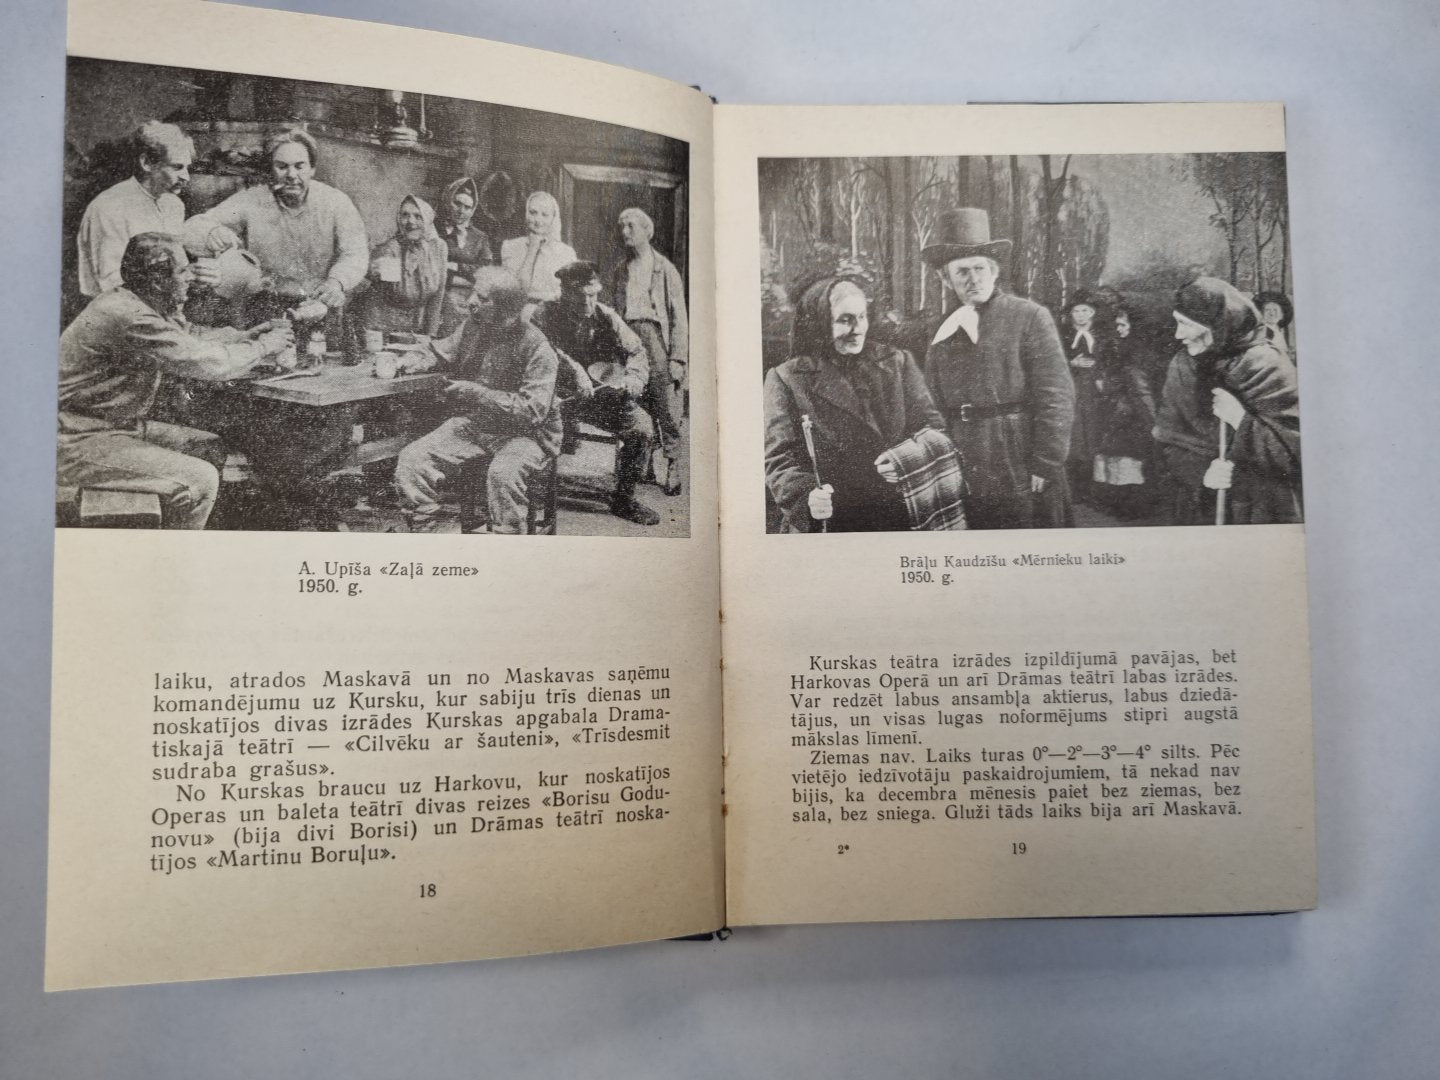 A. Upīša «Zaļā zeme»
1950. g.
laiku, atrados Maskavā un no Maskavas saņēmu
komandējumu uz Kursku, kur sabiju trīs dienas un
noskatījos divas izrādes Kurskas apgabala Drama-
tiskajā teātrī — «Cilvēku ar šauteni», «Trīsdesmit
sudraba grašus».
No Kurskas braucu uz Harkovu, kur noskatījos
Operas un baleta teātrī divas reizes «Borisu Godu-
novu» (bija divi Borisi) un Drāmas teātrī noska-
tījos «Martinu Boruļu».
18
Brāļu Kaudzīšu «Mērnieku laiki»
1950. g.
Kurskas teātra izrādes izpildījumā pavājas, bet
Harkovas Operā un arī Drāmas teātrī labas izrādes.
Var redzēt labus ansambļa aktierus, labus dziedā-
tājus, un visas lugas noformējums stipri augstā
mākslas līmenī.
Ziemas nav. Laiks turas 0°—2°—3°—4° silts. Pēc
vietējo iedzīvotāju paskaidrojumiem, tā nekad nav
bijis, ka decembra mēnesis paiet bez ziemas, bez
sala, bez sniega. Gluži tāds laiks bija arī Maskavā.
2*
19